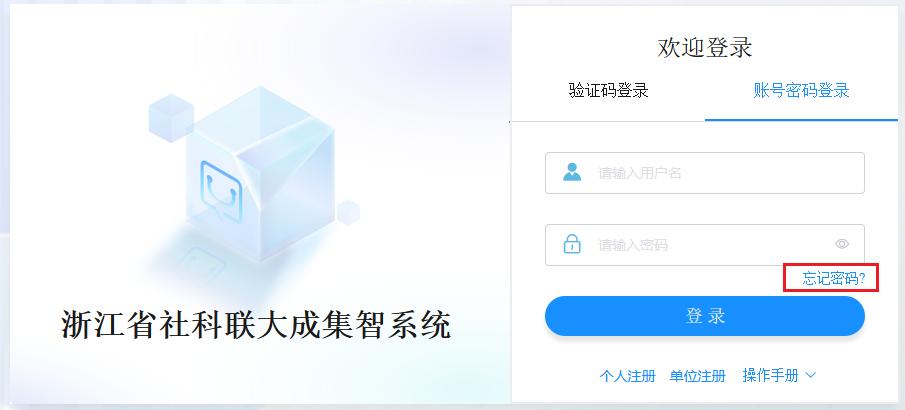 欢迎登录
验证码登录
账号密码登录
请输入用户名
请输入密码
忘记密码?
登 录
浙江省社科联大成集智系统
个人注册 单位注册 操作手册